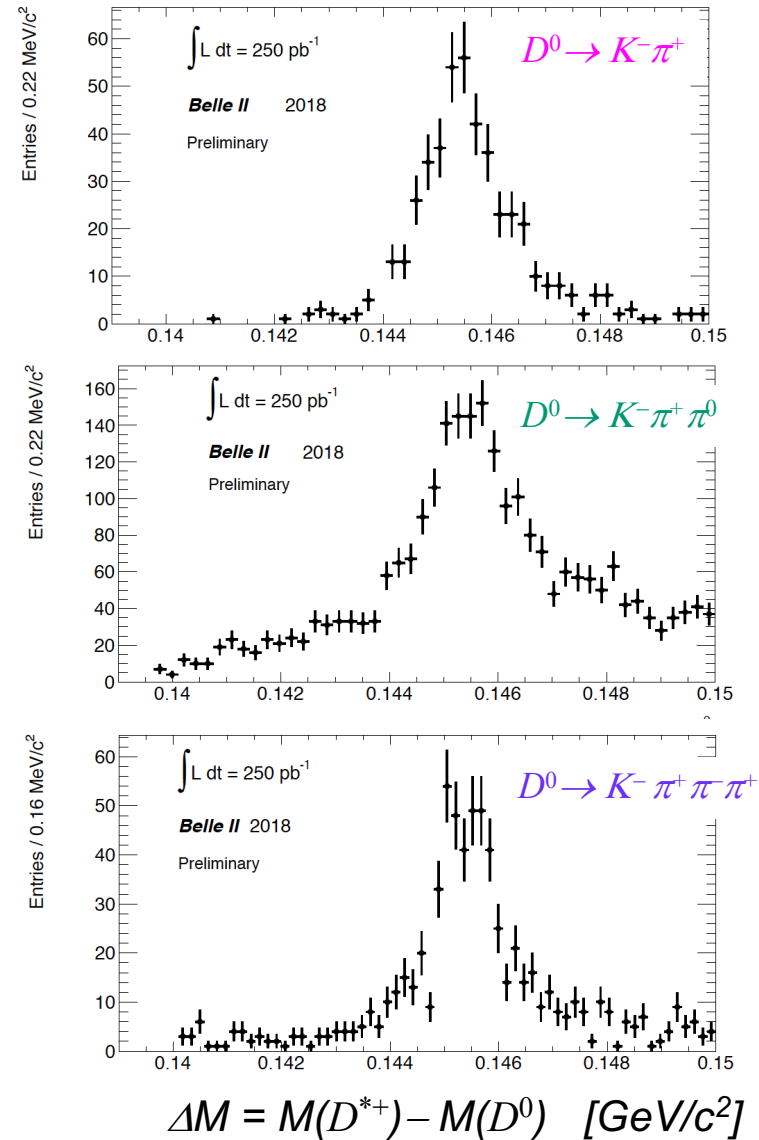 Entries / 0.22 MeV/c²
60
50
40
30
20
10
0
∫L dt = 250 pb⁻¹
Belle II 2018
Preliminary
D⁰→ K⁻π⁺
0.14 0.142 0.144 0.146 0.148 0.15
Entries / 0.22 MeV/c²
160
140
120
100
80
60
40
20
0
∫L dt = 250 pb⁻¹
Belle II 2018
Preliminary
D⁰→ K⁻π⁺π⁰
0.14 0.142 0.144 0.146 0.148 0.15
Entries / 0.16 MeV/c²
60
50
40
30
20
10
0
∫L dt = 250 pb⁻¹
Belle II 2018
Preliminary
D⁰→ K⁻π⁺π⁻π⁺
0.14 0.142 0.144 0.146 0.148 0.15
ΔM = M(D*⁺)−M(D⁰) [GeV/c²]